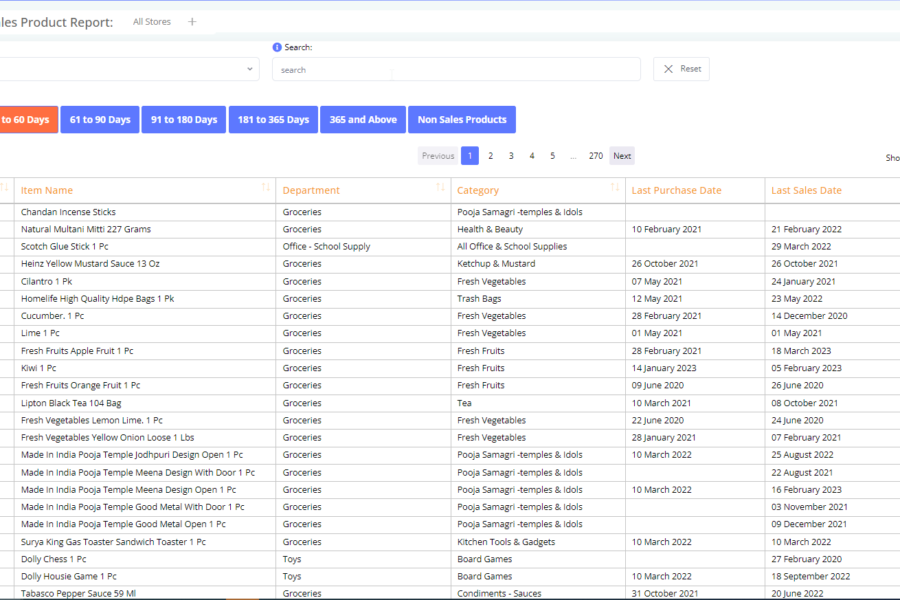 les Product Report: All Stores +
Search:
search Reset
to 60 Days 61 to 90 Days 91 to 180 Days 181 to 365 Days 365 and Above Non Sales Products
Previous 1 2 3 4 5 ... 270 Next
Sho
Item Name Department Category Last Purchase Date Last Sales Date
Chandan Incense Sticks Groceries Pooja Samagri -temples & Idols
Natural Multani Mitti 227 Grams Groceries Health & Beauty 10 February 2021 21 February 2022
Scotch Glue Stick 1 Pc Office - School Supply All Office & School Supplies 29 March 2022
Heinz Yellow Mustard Sauce 13 Oz Groceries Ketchup & Mustard 26 October 2021 26 October 2021
Cilantro 1 Pk Groceries Fresh Vegetables 07 May 2021 24 January 2021
Homelife High Quality Hdpe Bags 1 Pk Groceries Trash Bags 12 May 2021 23 May 2022
Cucumber. 1 Pc Groceries Fresh Vegetables 28 February 2021 14 December 2020
Lime 1 Pc Groceries Fresh Vegetables 01 May 2021 01 May 2021
Fresh Fruits Apple Fruit 1 Pc Groceries Fresh Fruits 28 February 2021 18 March 2023
Kiwi 1 Pc Groceries Fresh Fruits 14 January 2023 05 February 2023
Fresh Fruits Orange Fruit 1 Pc Groceries Fresh Fruits 09 June 2020 26 June 2020
Lipton Black Tea 104 Bag Groceries Tea 10 March 2021 08 October 2021
Fresh Vegetables Lemon Lime. 1 Pc Groceries Fresh Vegetables 22 June 2020 24 June 2020
Fresh Vegetables Yellow Onion Loose 1 Lbs Groceries Fresh Vegetables 28 January 2021 07 February 2021
Made In India Pooja Temple Jodhpuri Design Open 1 Pc Groceries Pooja Samagri -temples & Idols 10 March 2022 25 August 2022
Made In India Pooja Temple Meena Design With Door 1 Pc Groceries Pooja Samagri -temples & Idols 22 August 2021
Made In India Pooja Temple Meena Design Open 1 Pc Groceries Pooja Samagri -temples & Idols 10 March 2022 16 February 2023
Made In India Pooja Temple Good Metal With Door 1 Pc Groceries Pooja Samagri -temples & Idols 03 November 2021
Made In India Pooja Temple Good Metal Open 1 Pc Groceries Pooja Samagri -temples & Idols 09 December 2021
Surya King Gas Toaster Sandwich Toaster 1 Pc Groceries Kitchen Tools & Gadgets 10 March 2022 10 March 2022
Dolly Chess 1 Pc Toys Board Games 27 February 2020
Dolly Housie Game 1 Pc Toys Board Games 10 March 2022 18 September 2022
Tabasco Pepper Sauce 59 Ml Groceries Condiments - Sauces 31 October 2021 20 June 2022